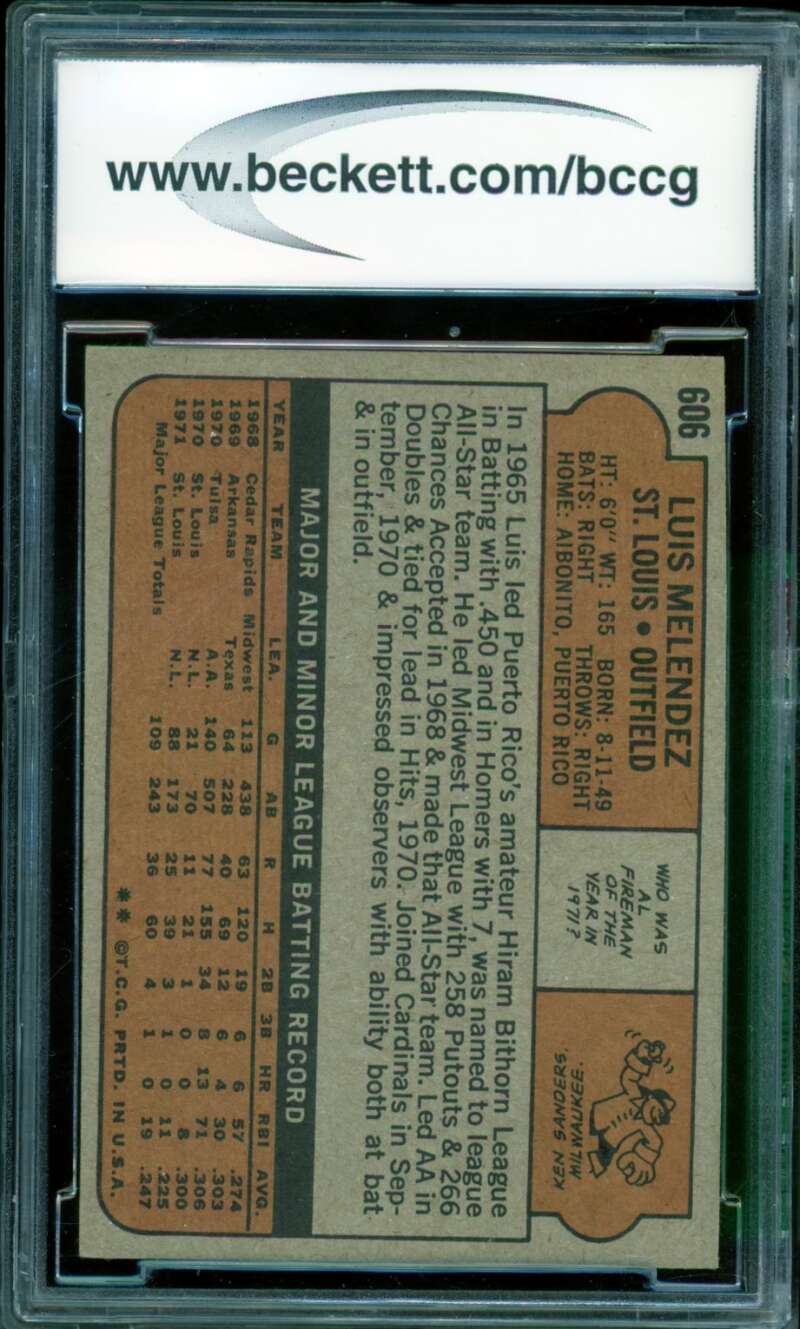 www.beckett.com/bccg
606
LUIS MELENDEZ
ST. LOUIS • OUTFIELD
HT: 6'0" WT: 165 BORN: 8-11-49
BATS: RIGHT THROWS: RIGHT
HOME: AIBONITO, PUERTO RICO
WHO WAS
AL
FIREMAN
OF THE
YEAR IN
1971?
KEN SANDERS,
MILWAUKEE.
In 1965 Luis led Puerto Rico's amateur Hiram Bithorn League
in Batting with .450 and in Homers with 7, was named to league
All-Star team. He led Midwest League with 258 Putouts & 266
Chances Accepted in 1968 & made that All-Star team. Led AA in
Doubles & tied for lead in Hits, 1970. Joined Cardinals in Sep-
tember, 1970 & impressed observers with ability both at bat
& in outfield.
MAJOR AND MINOR LEAGUE BATTING RECORD
YEAR TEAM LEA. G AB R H 2B 3B HR RBI AVG.
1968 Cedar Rapids Midwest 113 438 63 120 19 6 6 57 .274
1969 Arkansas Texas 64 228 40 69 12 6 4 30 .303
1970 Tulsa A.A. 140 507 77 155 34 8 13 71 .306
1970 St. Louis N.L. 21 70 11 21 1 0 0 8 .300
1971 St. Louis N.L. 88 173 25 39 3 1 0 11 .225
Major League Totals 109 243 36 60 4 1 0 19 .247
** ©T.C.G. PRTD. IN U.S.A.